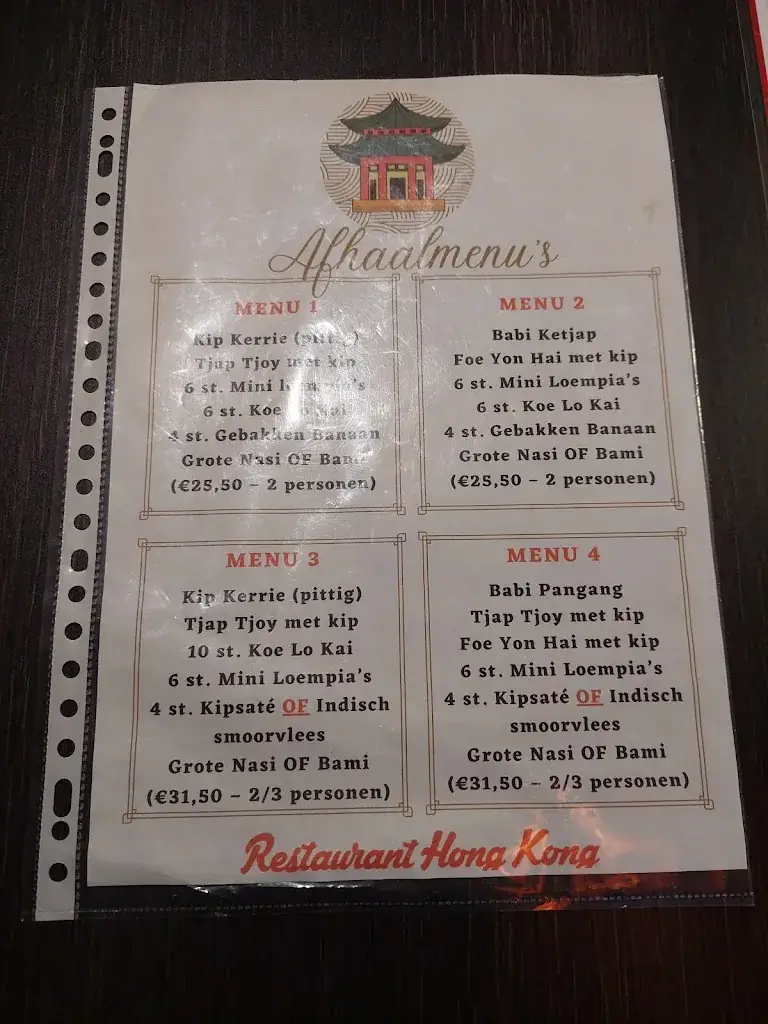 Afhaalmenu's
MENU 1
Kip Kerrie (pittig)
Tjap Tjoy met kip
6 st. Mini loempia's
6 st. Koe Lo Kai
4 st. Gebakken Banaan
Grote Nasi OF Bami
(€25,50 – 2 personen)
MENU 2
Babi Ketjap
Foe Yon Hai met kip
6 st. Mini Loempia's
6 st. Koe Lo Kai
4 st. Gebakken Banaan
Grote Nasi OF Bami
(€25,50 – 2 personen)
MENU 3
Kip Kerrie (pittig)
Tjap Tjoy met kip
10 st. Koe Lo Kai
6 st. Mini Loempia's
4 st. Kipsaté OF Indisch
smoorvlees
Grote Nasi OF Bami
(€31,50 – 2/3 personen)
MENU 4
Babi Pangang
Tjap Tjoy met kip
Foe Yon Hai met kip
6 st. Mini Loempia's
4 st. Kipsaté OF Indisch
smoorvlees
Grote Nasi OF Bami
(€31,50 – 2/3 personen)
Restaurant Hong Kong